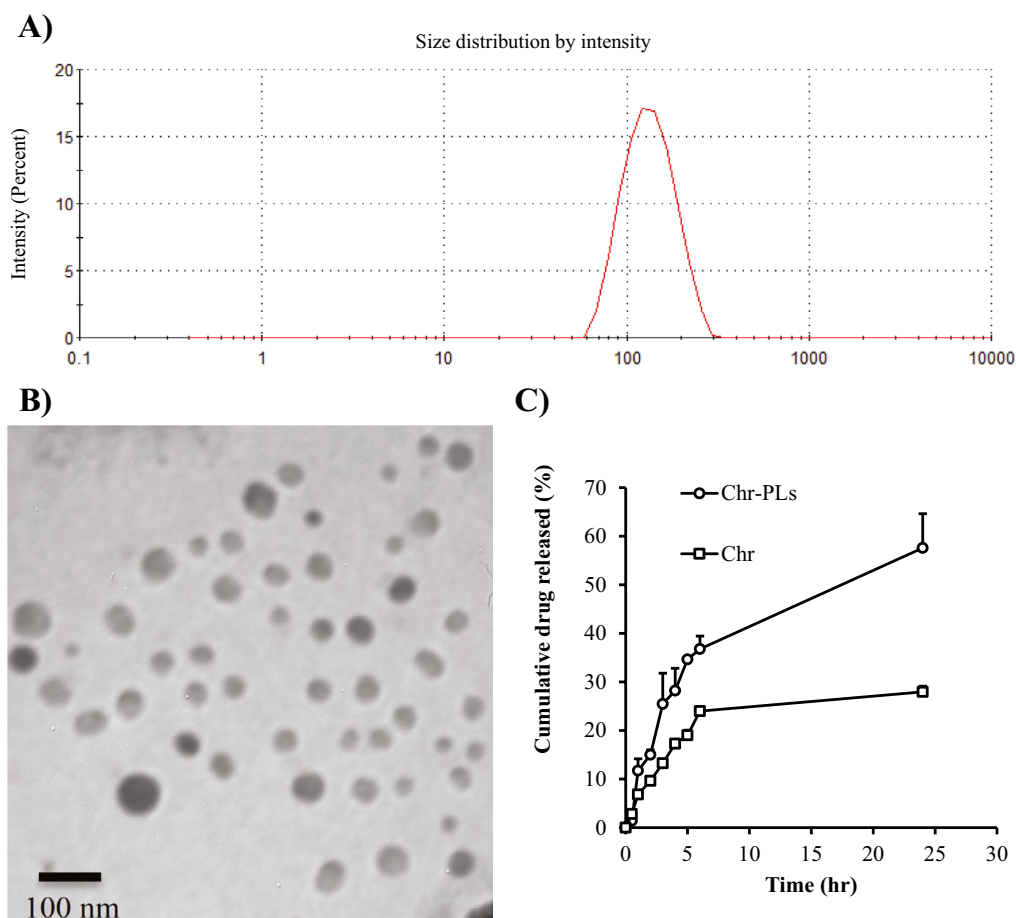 A)
Size distribution by intensity
Intensity (Percent)
20
15
10
5
0
0.1 1 10 100 1000 10000
B)
100 nm
C)
Cumulative drug released (%)
70
60
50
40
30
20
10
0
Chr-PLs
Chr
0 5 10 15 20 25 30
Time (hr)